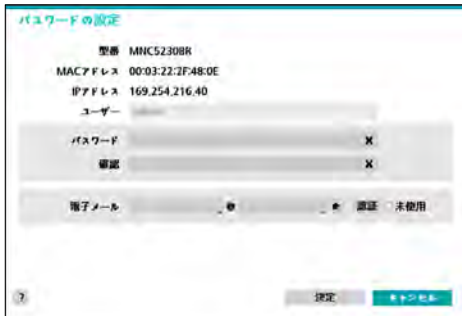 パスワードの設定
型番 MNC5230BR
MACアドレス 00:03:22:2F:48:0E
IPアドレス 169.254.216.40
ユーザー
パスワード X
確認 X
電子メール _ @ _ 認証 未使用
? 決定 キャンセル